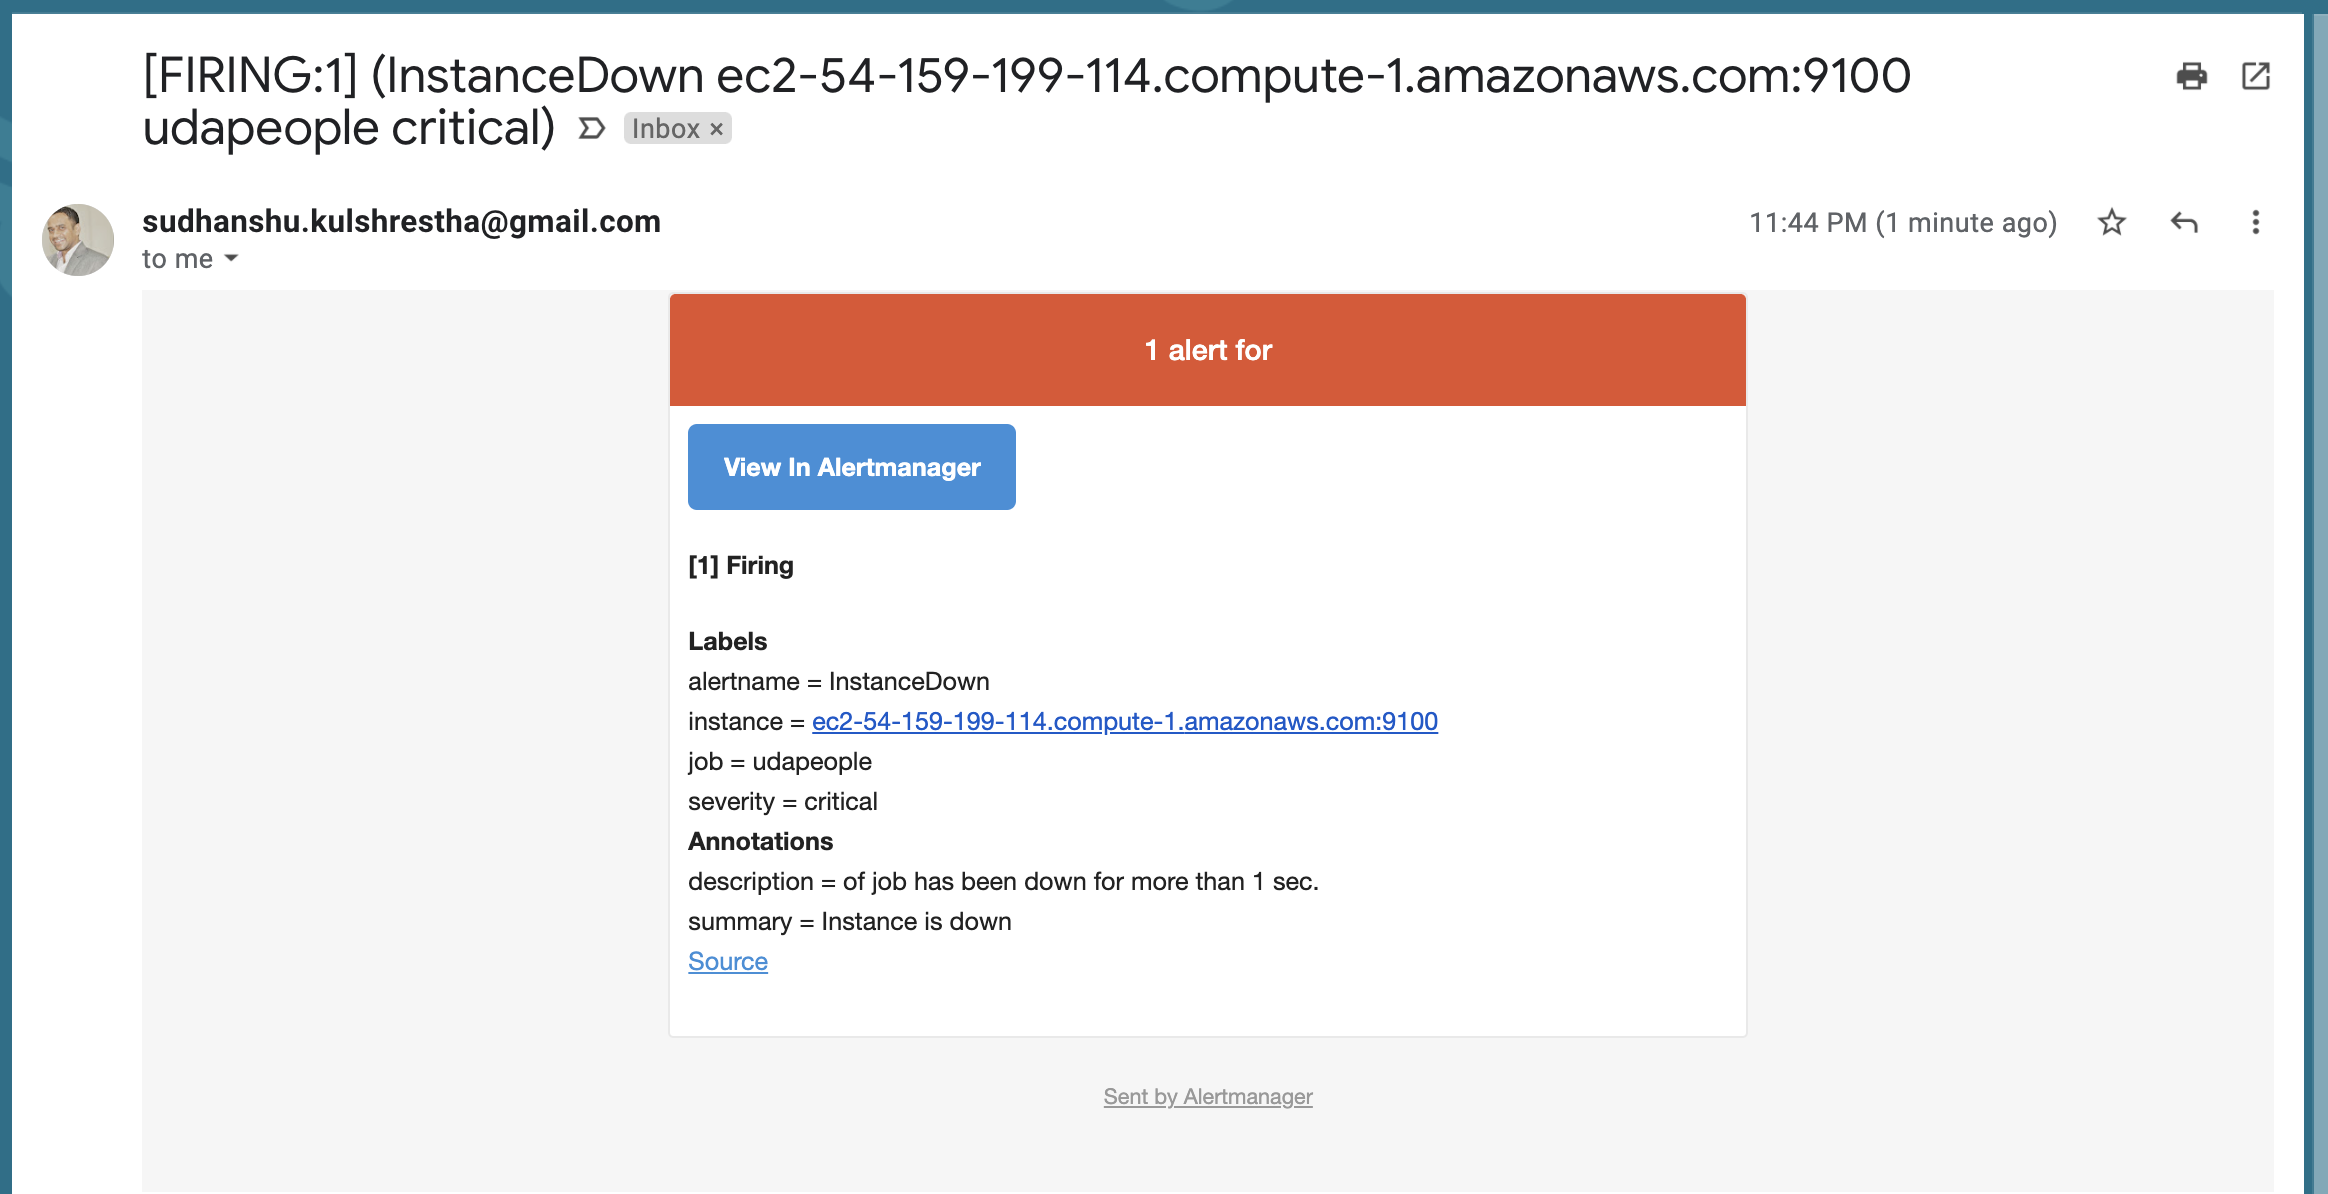 [FIRING:1] (InstanceDown ec2-54-159-199-114.compute-1.amazonaws.com:9100
udapeople critical) Inbox ×
sudhanshu.kulshrestha@gmail.com 11:44 PM (1 minute ago)
to me
1 alert for
View In Alertmanager
[1] Firing
Labels
alertname = InstanceDown
instance = ec2-54-159-199-114.compute-1.amazonaws.com:9100
job = udapeople
severity = critical
Annotations
description = of job has been down for more than 1 sec.
summary = Instance is down
Source
Sent by Alertmanager